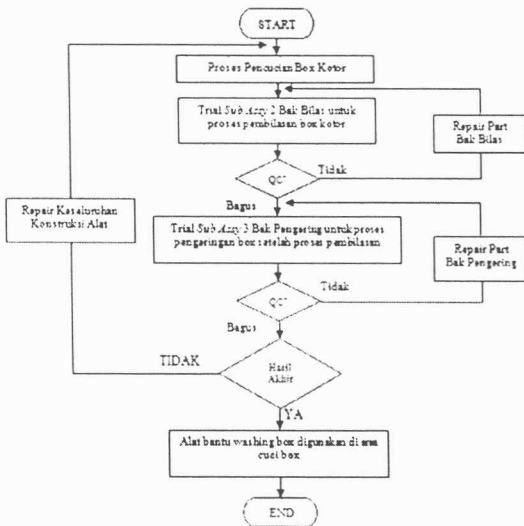 START
Proses Pencucian Box Kotor
Trial Sub Assy 2 Bak Bilas untuk
proses pembilasan box kotor
Repair Part
Bak Bilas
QC
Tidak
Bagus
Repair Keseluruhan
Konstruksi Alat
Trial Sub Assy 3 Bak Pengering untuk proses
pengeringan box setelah proses pembilasan
Repair Part
Bak Pengering
QC
Tidak
Bagus
TIDAK
Hasil
Akhir
YA
Alat bantu washing box digunakan di area
cuci box
END